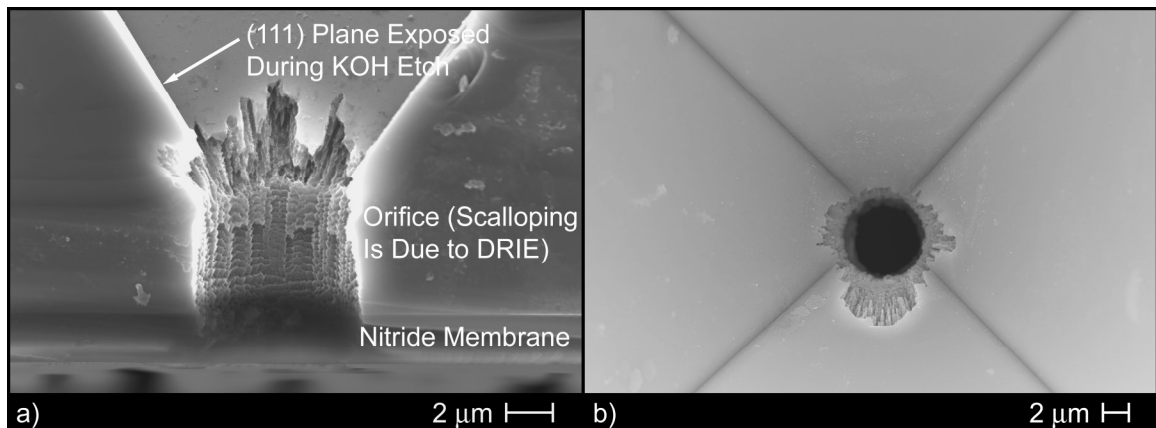 (111) Plane Exposed
During KOH Etch
Orifice (Scalloping
Is Due to DRIE)
Nitride Membrane
a)
2 μm
b)
2 μm